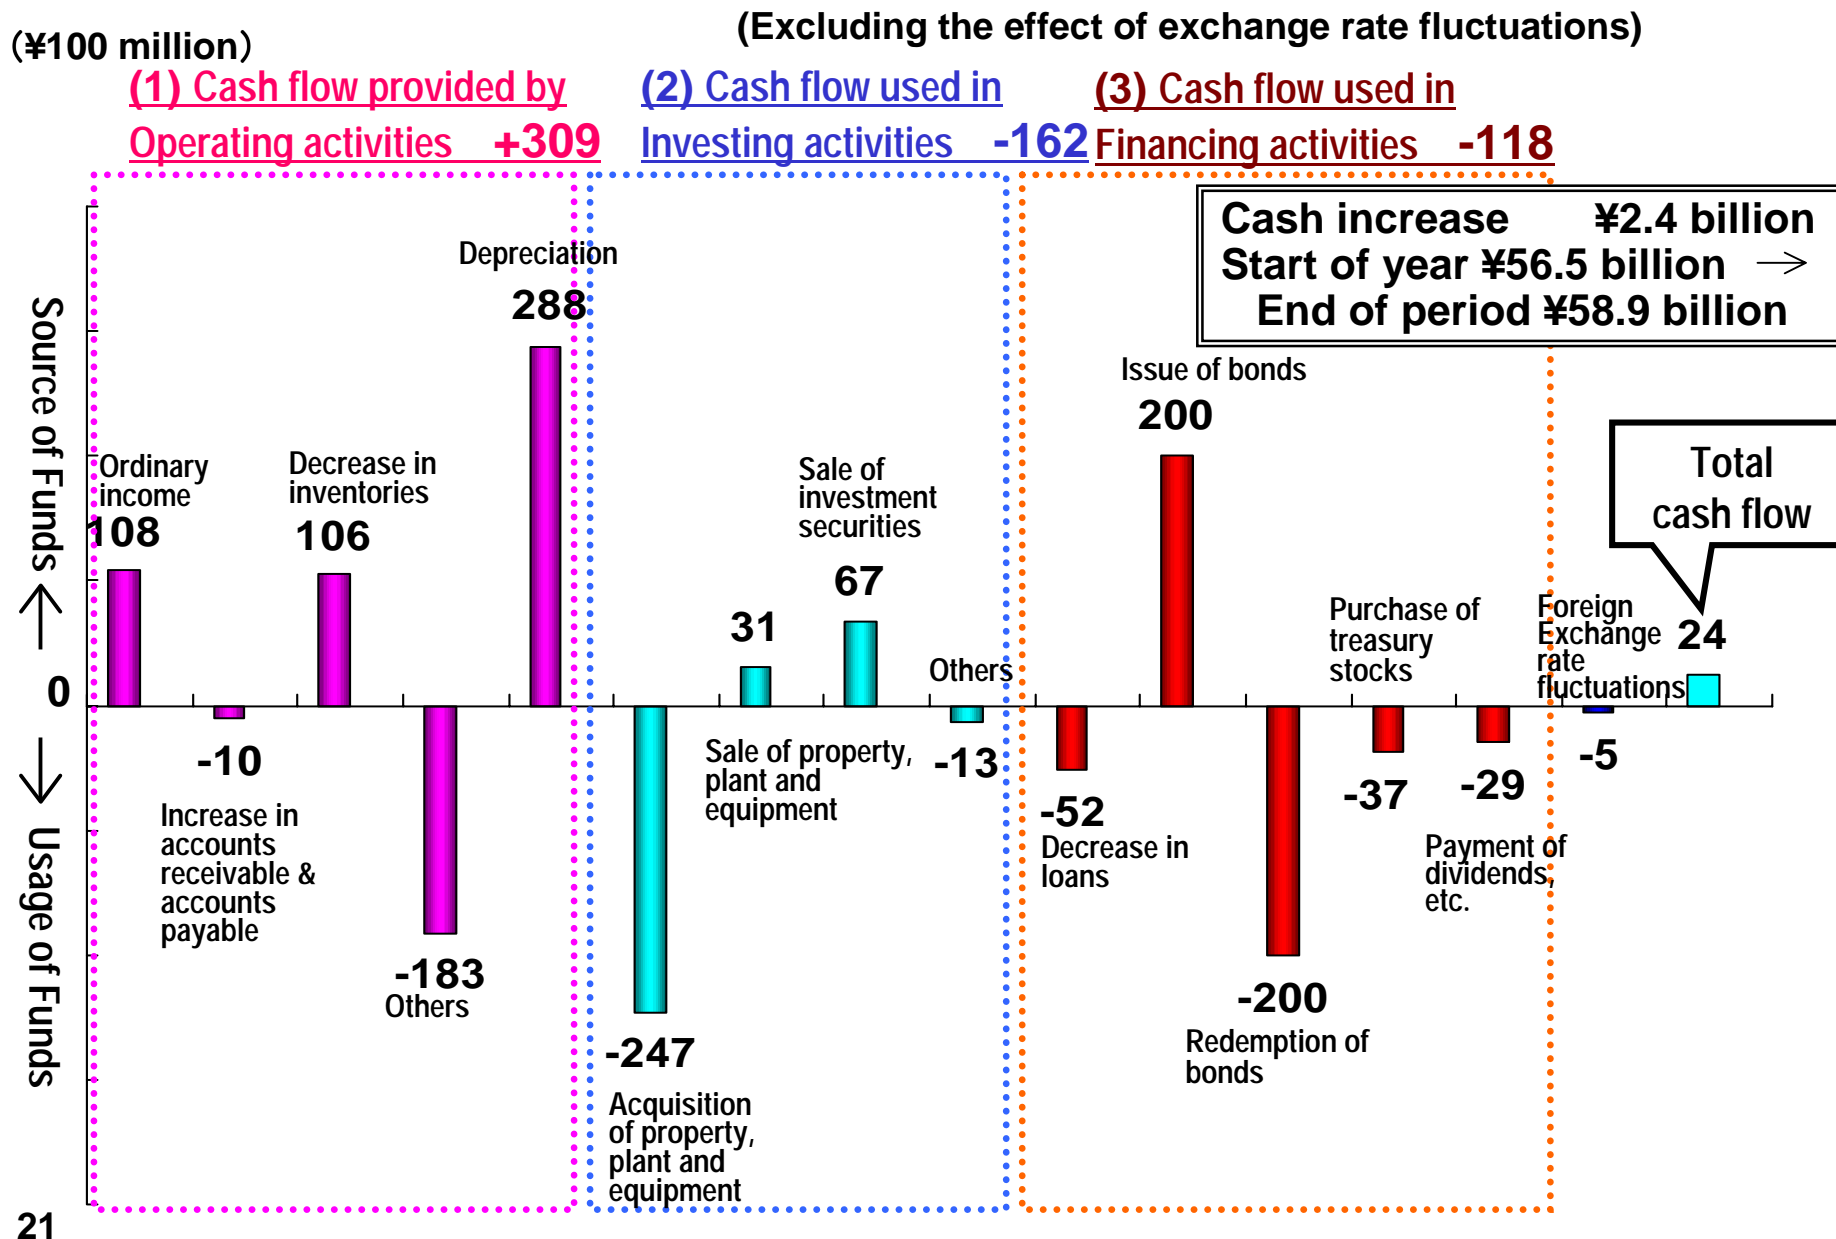 (Excluding the effect of exchange rate fluctuations)
(¥100 million)
(1) Cash flow provided by
Operating activities +309
(2) Cash flow used in
Investing activities -162
(3) Cash flow used in
Financing activities -118
Cash increase ¥2.4 billion
Start of year ¥56.5 billion →
End of period ¥58.9 billion
Source of Funds
0
Usage of Funds
Ordinary
income
108
-10
Increase in
accounts
receivable &
accounts
payable
Decrease in
inventories
106
-183
Others
Depreciation
288
-247
Acquisition
of property,
plant and
equipment
31
Sale of property,
plant and
equipment
Sale of
investment
securities
67
Others
-13
-52
Decrease in
loans
Issue of bonds
200
-200
Redemption of
bonds
Purchase of
treasury
stocks
-37
-29
Payment of
dividends,
etc.
Foreign
Exchange
rate
fluctuations
-5
Total
cash flow
24
21